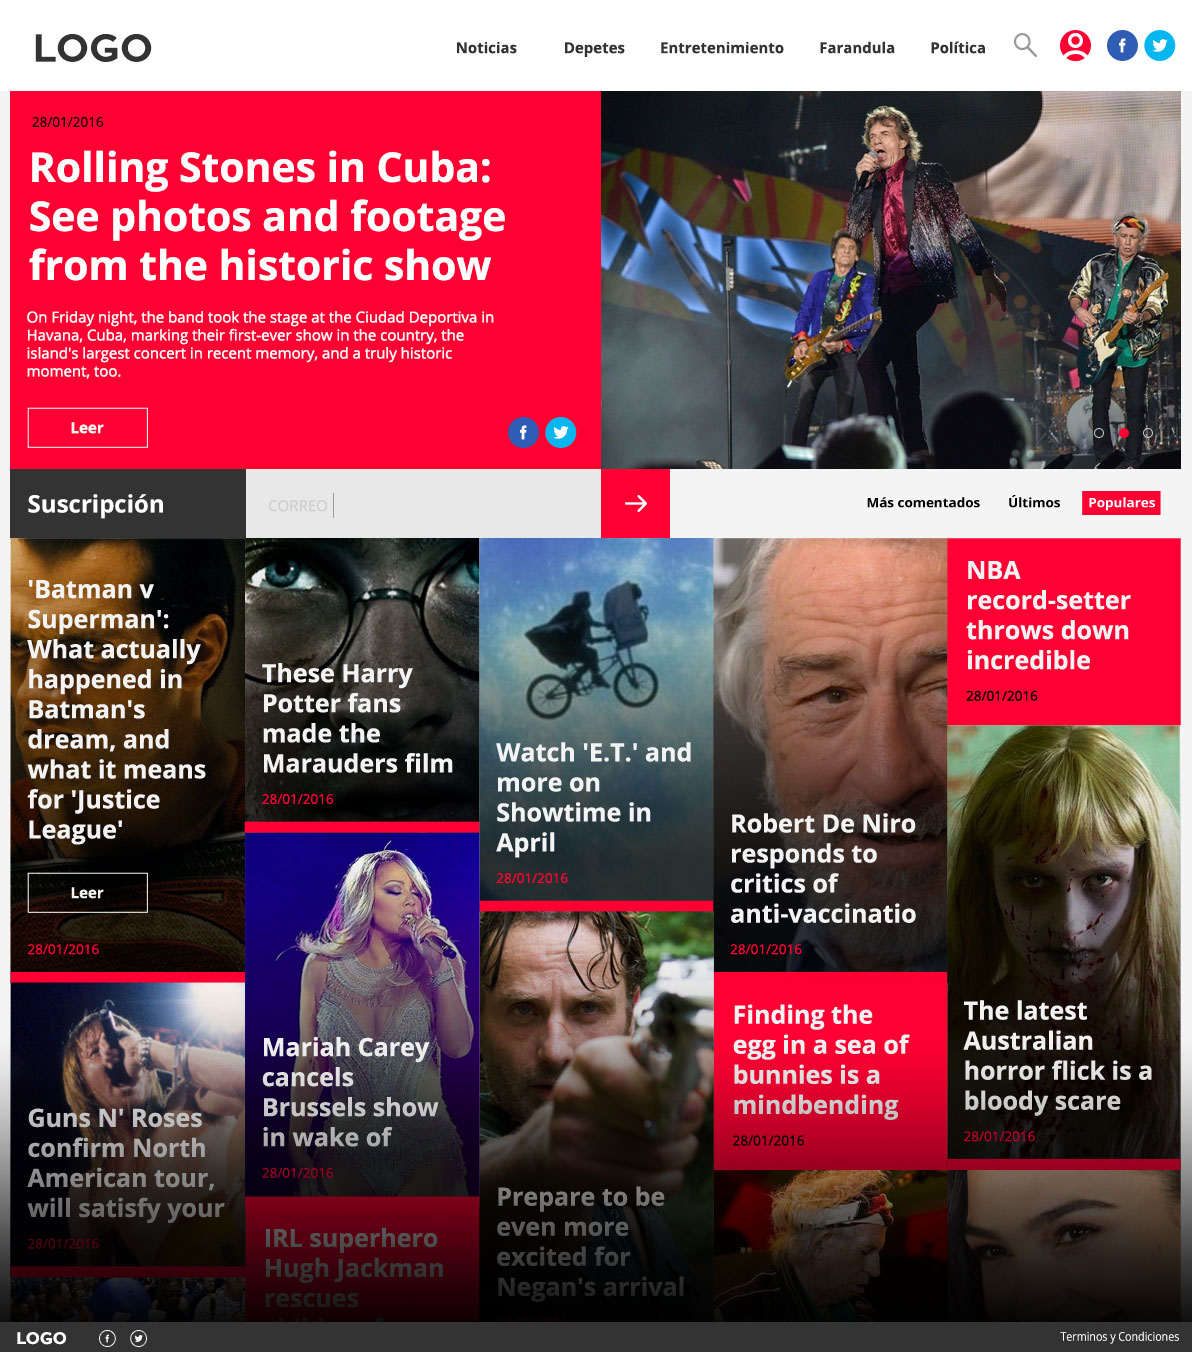 LOGO
Noticias
Depetes
Entretenimiento
Farandula
Política
28/01/2016
Rolling Stones in Cuba:
See photos and footage
from the historic show
On Friday night, the band took the stage at the Ciudad Deportiva in
Havana, Cuba, marking their first-ever show in the country, the
island's largest concert in recent memory, and a truly historic
moment, too.
Leer
Suscripción
CORREO
Más comentados
Últimos
Populares
'Batman v
Superman':
What actually
happened in
Batman's
dream, and
what it means
for 'Justice
League'
Leer
28/01/2016
These Harry
Potter fans
made the
Marauders film
28/01/2016
Watch 'E.T.' and
more on
Showtime in
April
28/01/2016
Robert De Niro
responds to
critics of
anti-vaccinatio
28/01/2016
NBA
record-setter
throws down
incredible
28/01/2016
Guns N' Roses
confirm North
American tour,
will satisfy your
28/01/2016
Mariah Carey
cancels
Brussels show
in wake of
28/01/2016
IRL superhero
Hugh Jackman
rescues
Prepare to be
even more
excited for
Negan's arrival
Finding the
egg in a sea of
bunnies is a
mindbending
28/01/2016
The latest
Australian
horror flick is a
bloody scare
28/01/2016
LOGO
Terminos y Condiciones